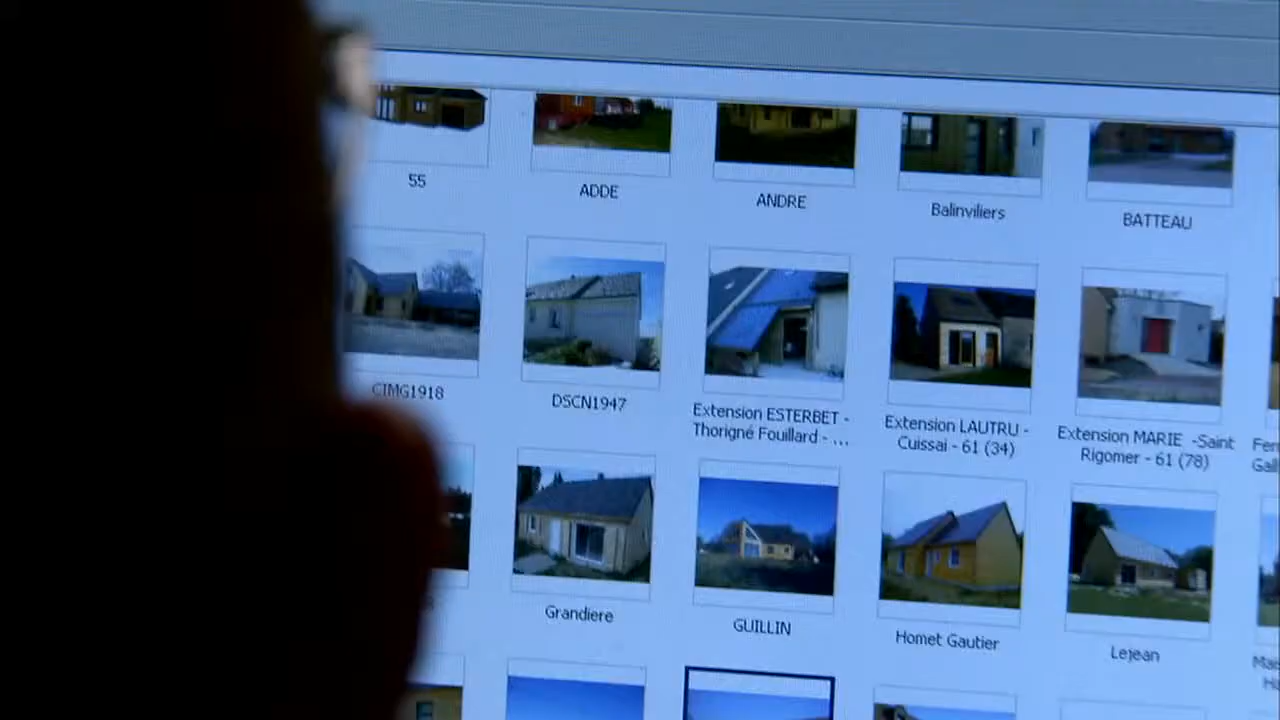 55
ADDE
ANDRE
Balinviliers
BATTEAU
CIMG1918
DSCN1947
Extension ESTERBET -
Thorigné Fouillard - ...
Extension LAUTRU -
Cuissai - 61 (34)
Extension MARIE -Saint
Rigomer - 61 (78)
Grandiere
GUILLIN
Homet Gautier
Lejean